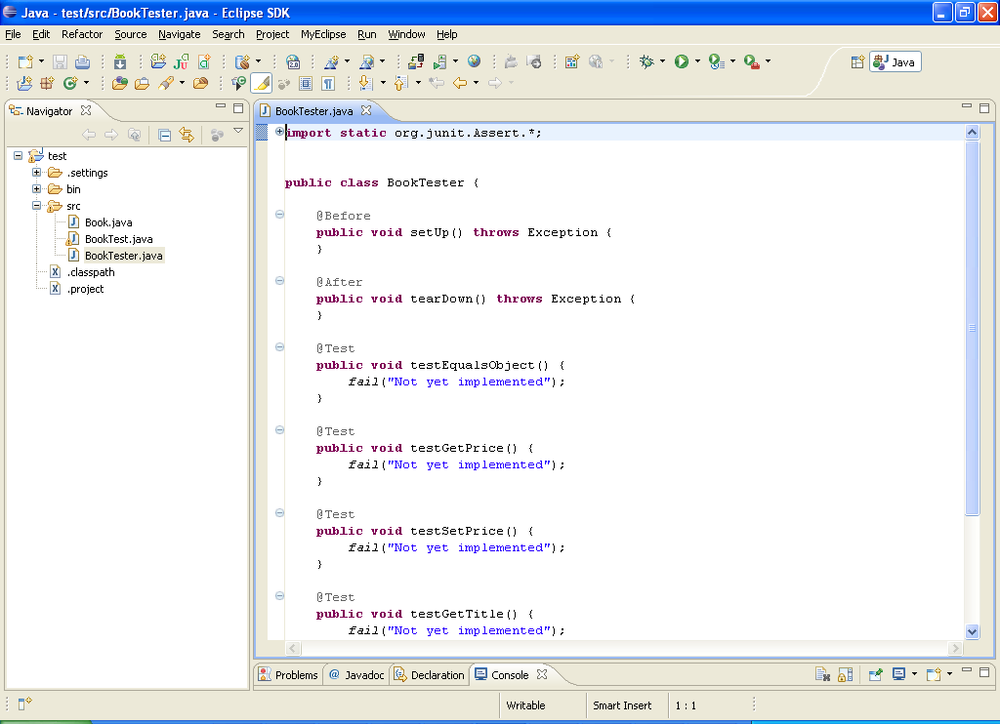 Java - test/src/BookTester.java - Eclipse SDK
File Edit Refactor Source Navigate Search Project MyEclipse Run Window Help
Java
Navigator
test
.settings
bin
src
Book.java
BookTest.java
BookTester.java
.classpath
.project
BookTester.java
import static org.junit.Assert.*;
public class BookTester {
@Before
public void setUp() throws Exception {
}
@After
public void tearDown() throws Exception {
}
@Test
public void testEqualsObject() {
fail("Not yet implemented");
}
@Test
public void testGetPrice() {
fail("Not yet implemented");
}
@Test
public void testSetPrice() {
fail("Not yet implemented");
}
@Test
public void testGetTitle() {
fail("Not yet implemented");
Problems @ Javadoc Declaration Console
Writable Smart Insert 1 : 1